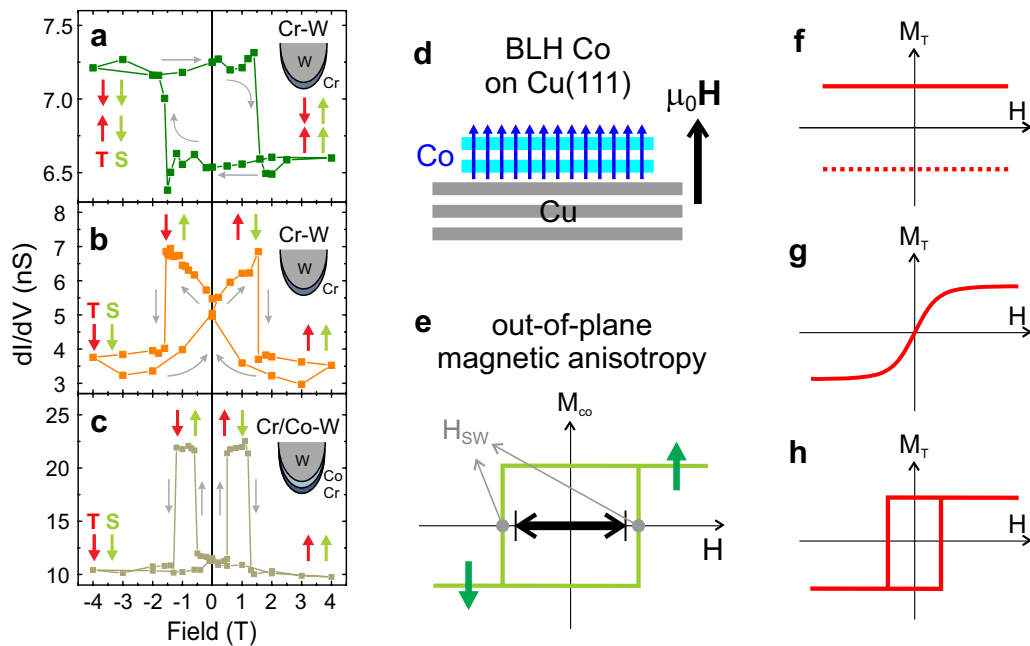 a
Cr-W
W
Cr
7.5
7.0
6.5
T S
b
Cr-W
W
Cr
8
7
6
5
4
3
T S
dI/dV (nS)
c
Cr/Co-W
W
Co
Cr
25
20
15
10
T S
-4 -3 -2 -1 0 1 2 3 4
Field (T)
d
BLH Co
on Cu(111)
μ0H
Co
Cu
e
out-of-plane
magnetic anisotropy
Mco
HSW
H
f
MT
H
g
MT
H
h
MT
H